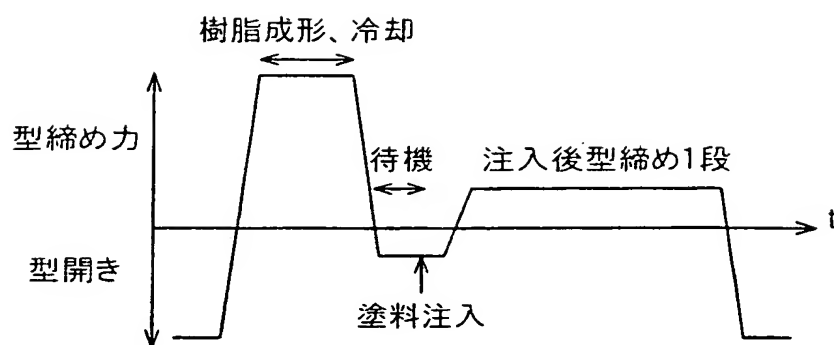 樹脂成形、冷却
型締め力
待機
注入後型締め1段
t
型開き
塗料注入